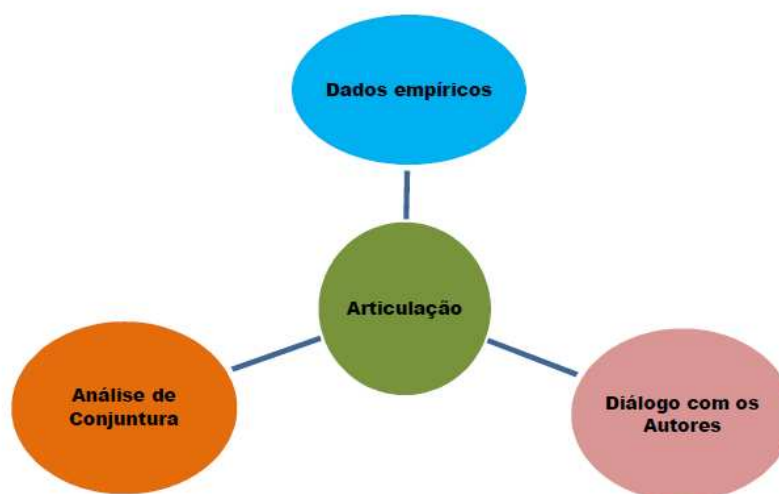 Dados empíricos
Articulação
Análise de
Conjuntura
Diálogo com os
Autores